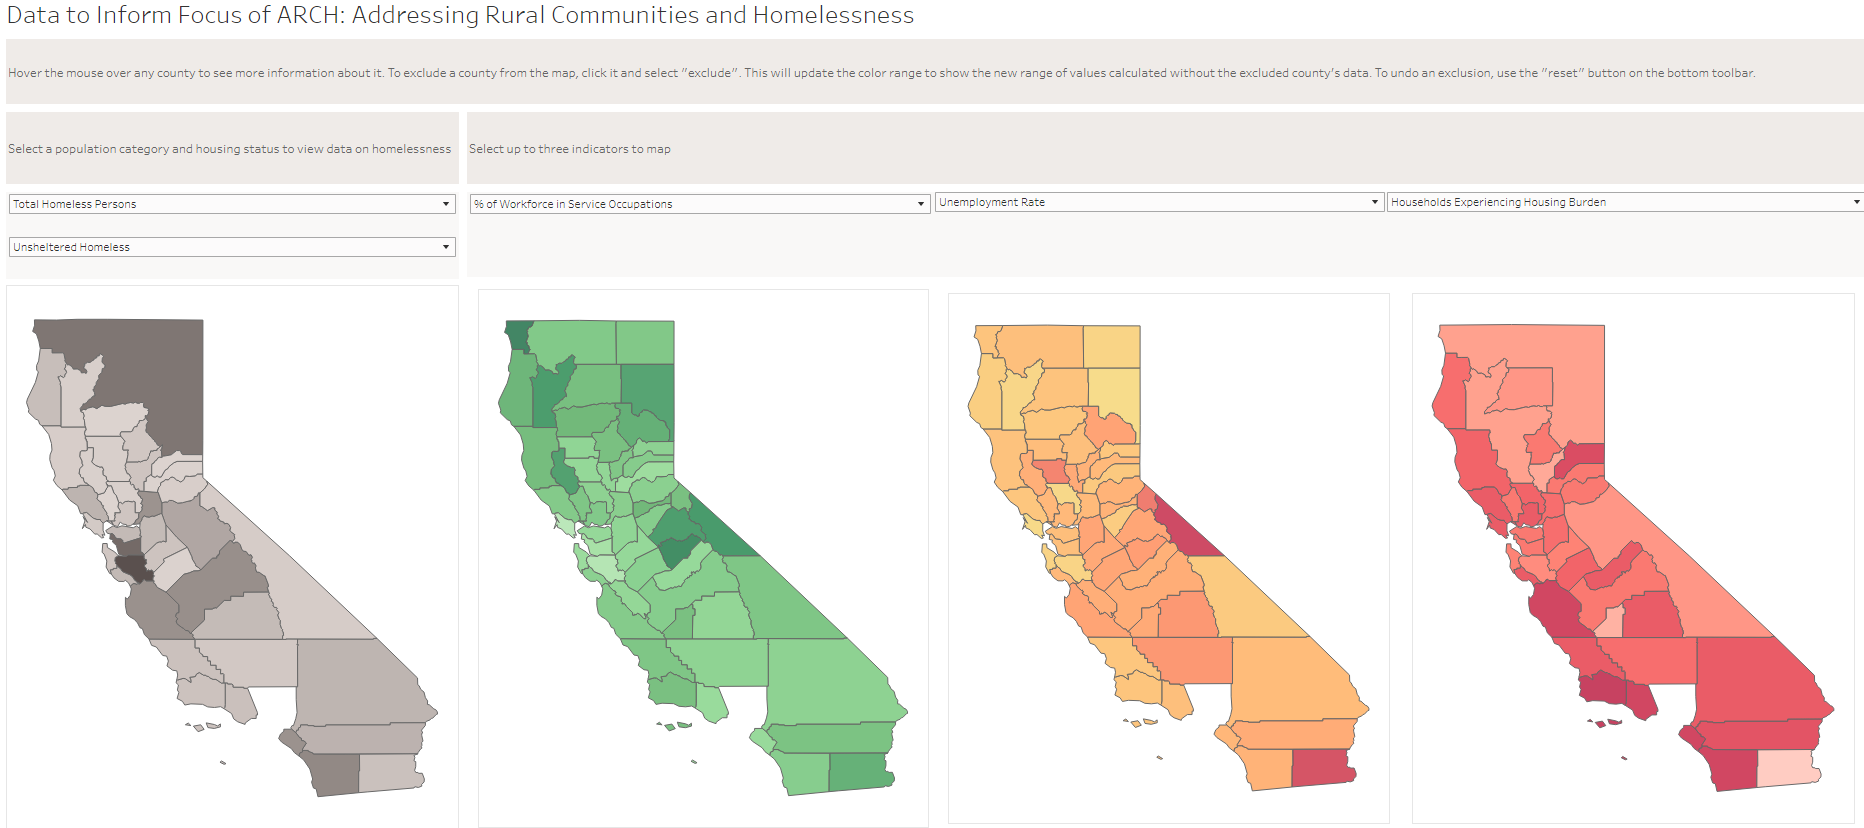 Data to Inform Focus of ARCH: Addressing Rural Communities and Homelessness
Hover the mouse over any county to see more information about it. To exclude a county from the map, click it and select "exclude". This will update the color range to show the new range of values calculated without the excluded county's data. To undo an exclusion, use the "reset" button on the bottom toolbar.
Select a population category and housing status to view data on homelessness
Select up to three indicators to map
Total Homeless Persons
% of Workforce in Service Occupations
Unemployment Rate
Households Experiencing Housing Burden
Unsheltered Homeless